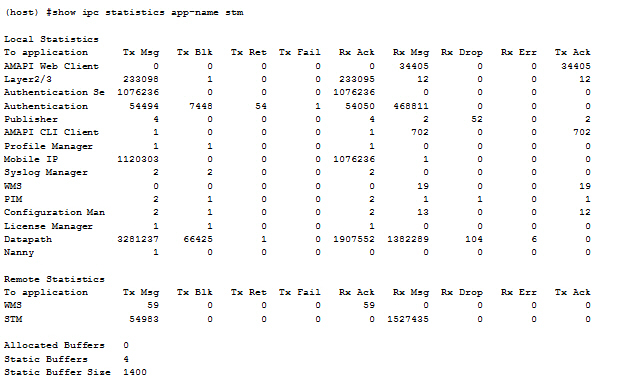 (host) #show ipc statistics app-name stm
Local Statistics
To application Tx Msg Tx Blk Tx Ret Tx Fail Rx Ack Rx Msg Rx Drop Rx Err Tx Ack
AMAPI Web Client 0 0 0 0 0 34405 0 0 34405
Layer2/3 233098 1 0 0 233095 12 0 0 12
Authentication Se 1076236 0 0 0 1076236 0 0 0 0
Authentication 54494 7448 54 1 54050 468811 0 0 0
Publisher 4 0 0 0 4 2 52 0 2
AMAPI CLI Client 1 0 0 0 1 702 0 0 702
Profile Manager 1 1 0 0 1 0 0 0 0
Mobile IP 1120303 0 0 0 1076236 1 0 0 0
Syslog Manager 2 2 0 0 2 0 0 0 0
WMS 0 0 0 0 0 19 0 0 19
PIM 2 1 0 0 2 1 1 0 1
Configuration Man 2 1 0 0 2 13 0 0 12
License Manager 1 1 0 0 1 0 0 0 0
Datapath 3281237 66425 1 0 1907552 1382289 104 6 0
Nanny 1 0 0 0 0 0 0 0 0
Remote Statistics
To application Tx Msg Tx Blk Tx Ret Tx Fail Rx Ack Rx Msg Rx Drop Rx Err Tx Ack
WMS 59 0 0 0 59 0 0 0 0
STM 54983 0 0 0 0 1527435 0 0 0
Allocated Buffers 0
Static Buffers 4
Static Buffer Size 1400